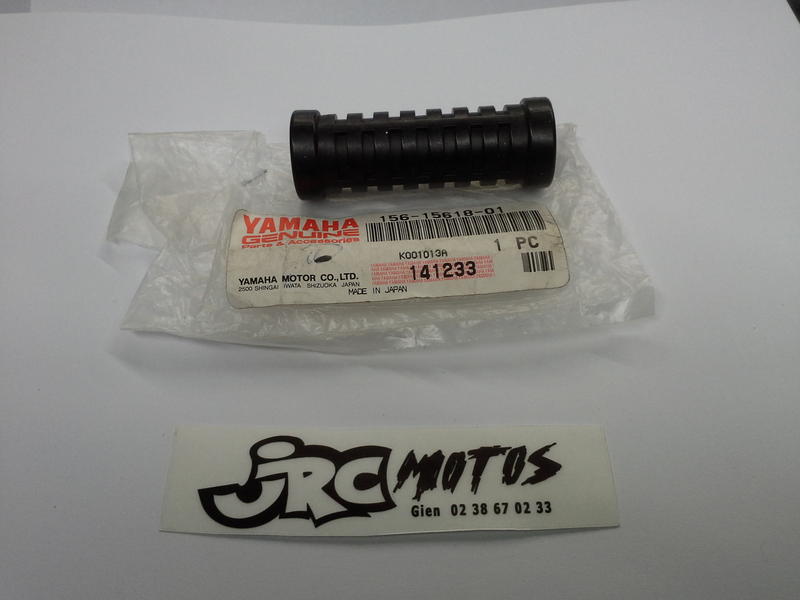 YAMAHA
GENUINE
Parts & Accessories
156-15618-01
1 PC
K001013A
141233
YAMAHA MOTOR CO., LTD.
2500 SHINGAI IWATA SHIZUOKA JAPAN
MADE IN JAPAN
JRC MOTOS
Gien 02 38 67 02 33